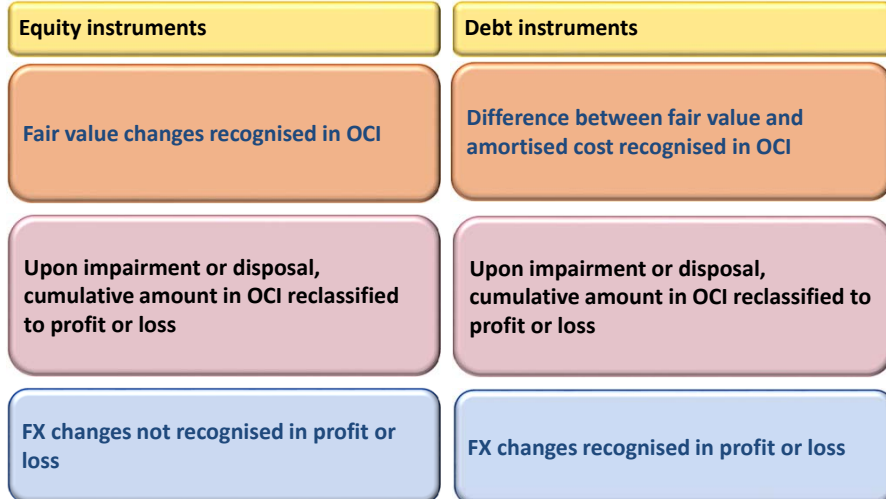 Equity instruments
Debt instruments
Fair value changes recognised in OCI
Difference between fair value and
amortised cost recognised in OCI
Upon impairment or disposal,
cumulative amount in OCI reclassified
to profit or loss
Upon impairment or disposal,
cumulative amount in OCI reclassified to
profit or loss
FX changes not recognised in profit or
loss
FX changes recognised in profit or loss